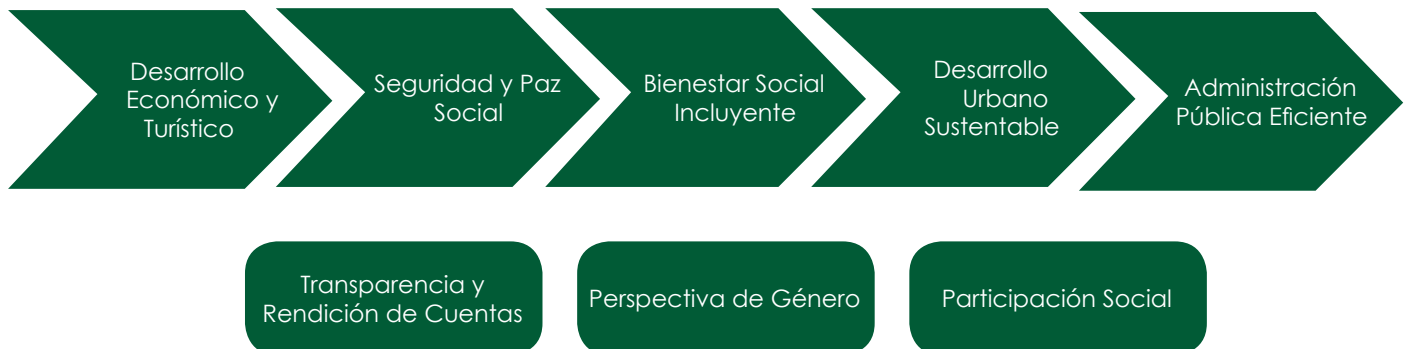 Desarrollo
Económico y
Turístico
Seguridad y Paz
Social
Bienestar Social
Incluyente
Desarrollo
Urbano
Sustentable
Administración
Pública Eficiente
Transparencia y
Rendición de Cuentas
Perspectiva de Género
Participación Social